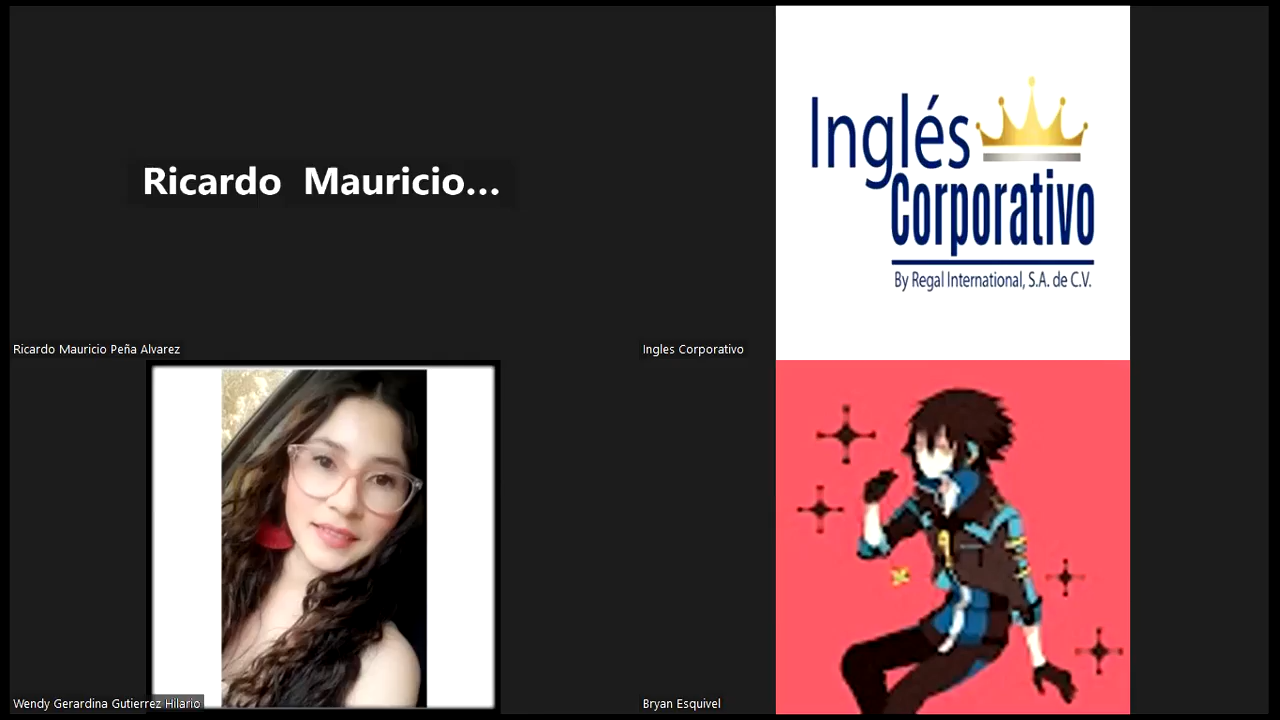 Ricardo Mauricio...
Inglés
Corporativo
By Regal International, S.A. de C.V.
Ricardo Mauricio Peña Alvarez
Ingles Corporativo
Wendy Gerardina Gutierrez Hilario
Bryan Esquivel